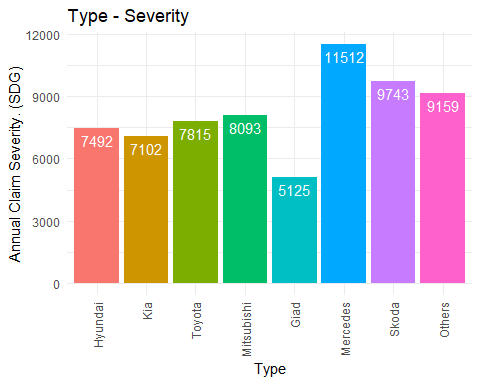 Type - Severity
Annual Claim Severity. (SDG)
12000
9000
6000
3000
0
7492
7102
7815
8093
5125
11512
9743
9159
Hyundai
Kia
Toyota
Mitsubishi
Giad
Mercedes
Skoda
Others
Type